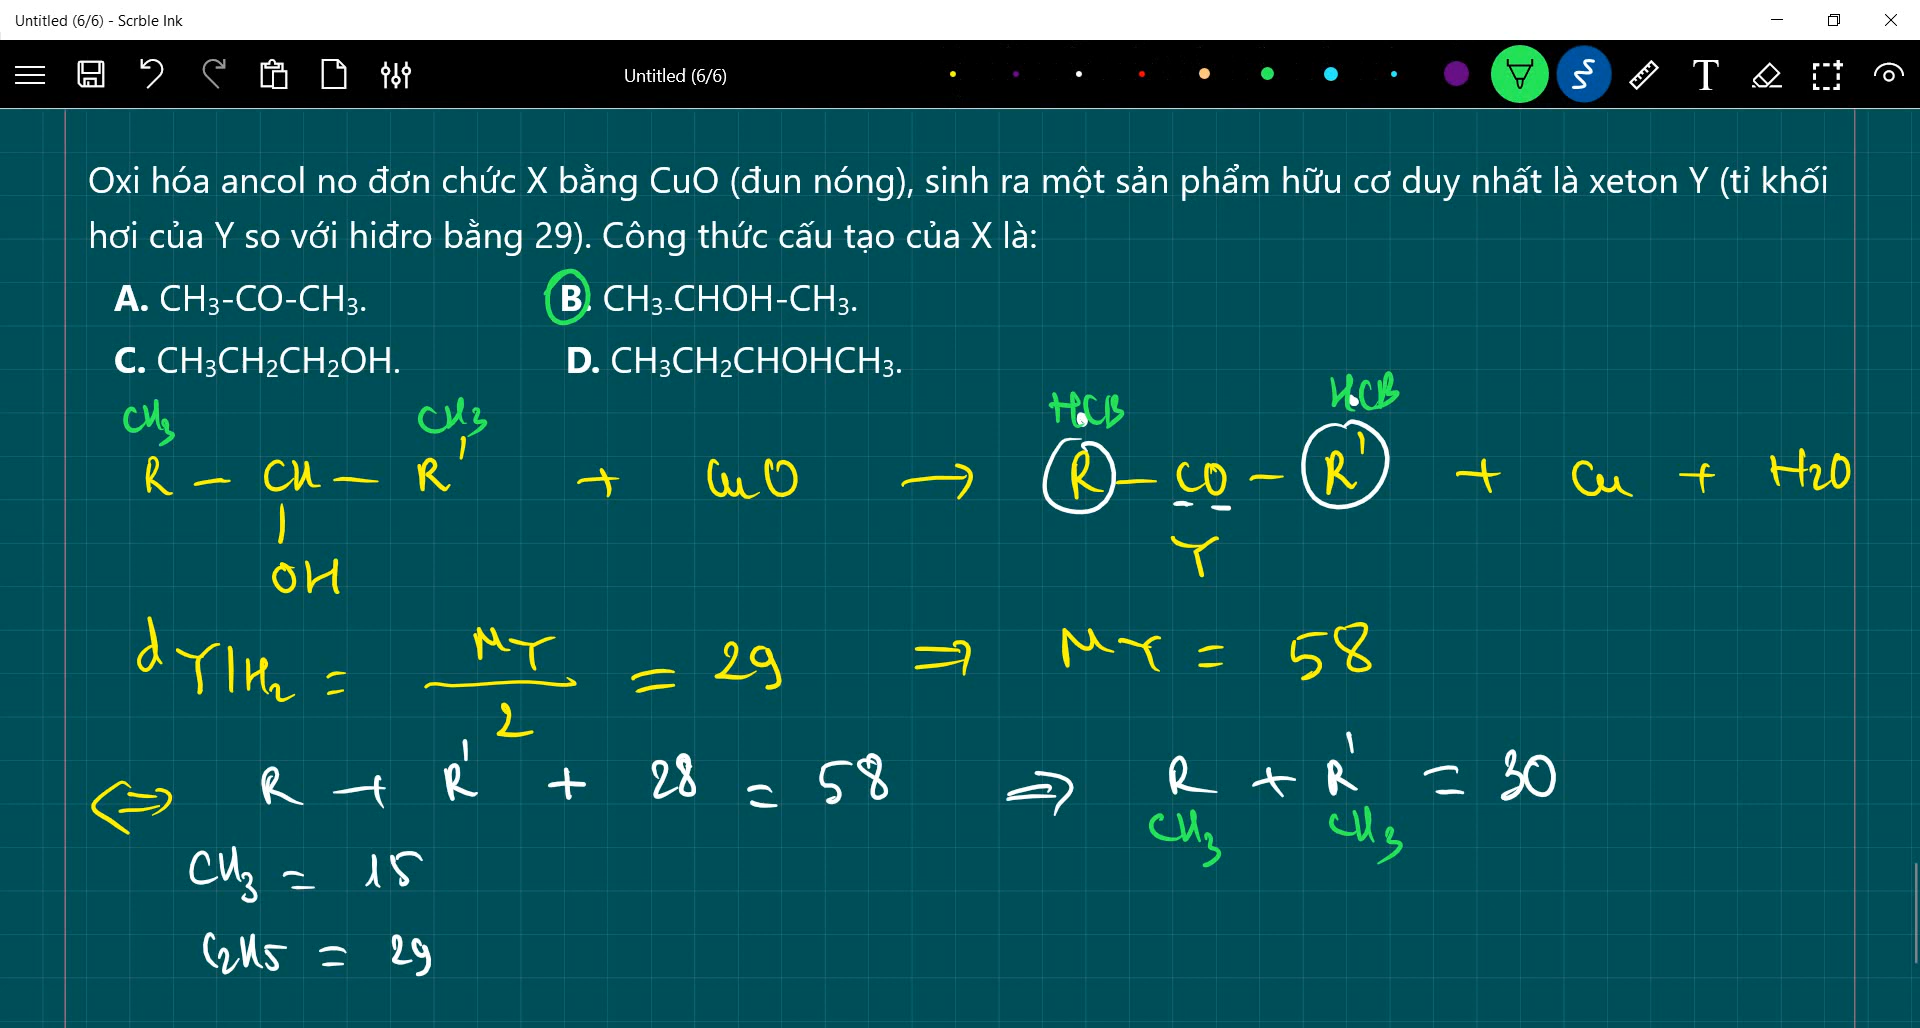 Untitled (6/6) - Scrble Ink
Untitled (6/6)
T
Oxi hóa ancol no đơn chức X bằng CuO (đun nóng), sinh ra một sản phẩm hữu cơ duy nhất là xeton Y (tỉ khối
hơi của Y so với hiđro bằng 29). Công thức cấu tạo của X là:
A. CH₃-CO-CH₃. B. CH₃-CHOH-CH₃.
C. CH₃CH₂CH₂OH. D. CH₃CH₂CHOHCH₃.
CH₃ CH₃ HCB HCB
R - CH - R' + CuO → R - CO - R' + Cu + H₂O
OH Y
d Y/H₂ = MY/2 = 29 ⇒ MY = 58
⇔ R + R' + 28 = 58 ⇒ R + R' = 30
CH₃ CH₃
CH₃ = 15
C₂H₅ = 29